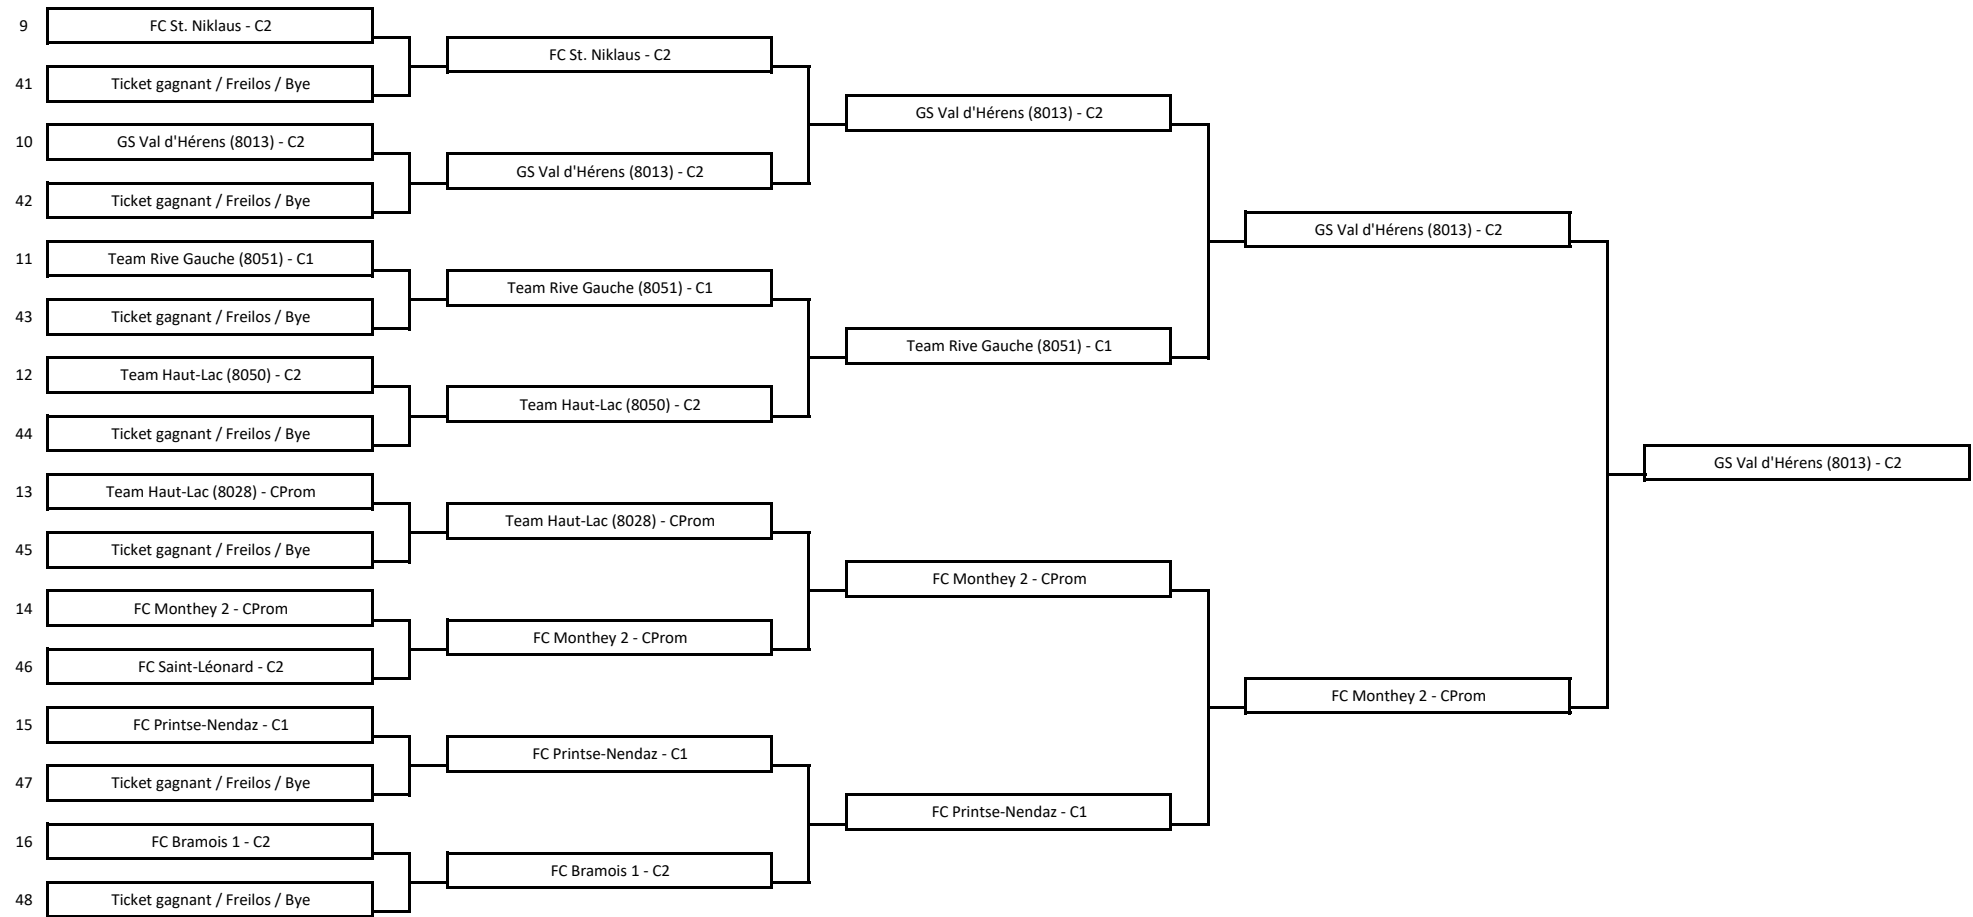 9 FC St. Niklaus - C2
41 Ticket gagnant / Freilos / Bye
10 GS Val d'Hérens (8013) - C2
42 Ticket gagnant / Freilos / Bye
11 Team Rive Gauche (8051) - C1
43 Ticket gagnant / Freilos / Bye
12 Team Haut-Lac (8050) - C2
44 Ticket gagnant / Freilos / Bye
13 Team Haut-Lac (8028) - CProm
45 Ticket gagnant / Freilos / Bye
14 FC Monthey 2 - CProm
46 FC Saint-Léonard - C2
15 FC Printse-Nendaz - C1
47 Ticket gagnant / Freilos / Bye
16 FC Bramois 1 - C2
48 Ticket gagnant / Freilos / Bye
FC St. Niklaus - C2
GS Val d'Hérens (8013) - C2
Team Rive Gauche (8051) - C1
Team Haut-Lac (8050) - C2
Team Haut-Lac (8028) - CProm
FC Monthey 2 - CProm
FC Printse-Nendaz - C1
FC Bramois 1 - C2
GS Val d'Hérens (8013) - C2
Team Rive Gauche (8051) - C1
FC Monthey 2 - CProm
FC Printse-Nendaz - C1
GS Val d'Hérens (8013) - C2
FC Monthey 2 - CProm
GS Val d'Hérens (8013) - C2